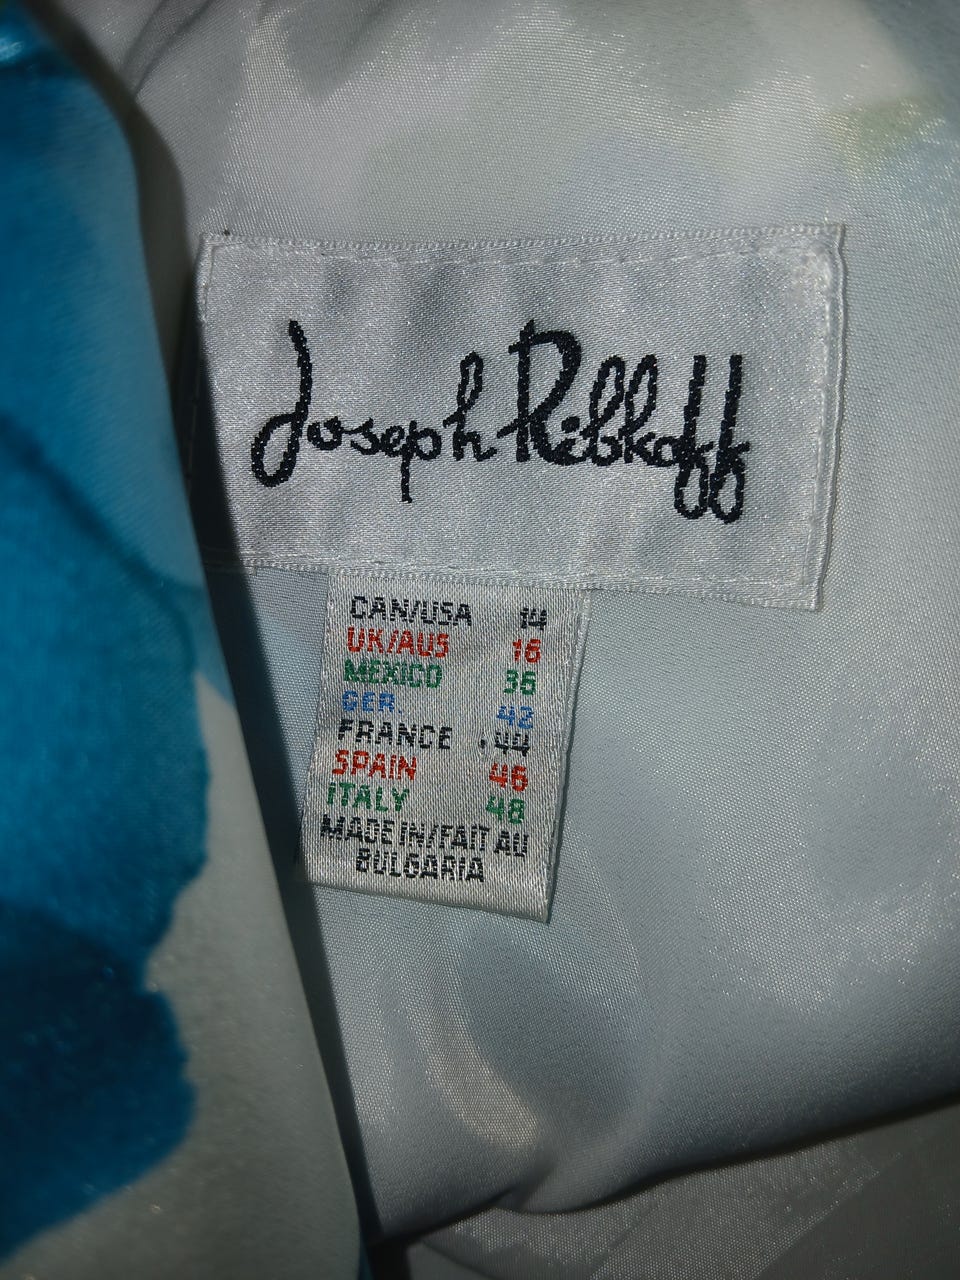 Joseph Ribkoff
CAN/USA 14
UK/AUS 16
MEXICO 36
GER. 42
FRANCE .44
SPAIN 46
ITALY 48
MADE IN/FAIT AU
BULGARIA